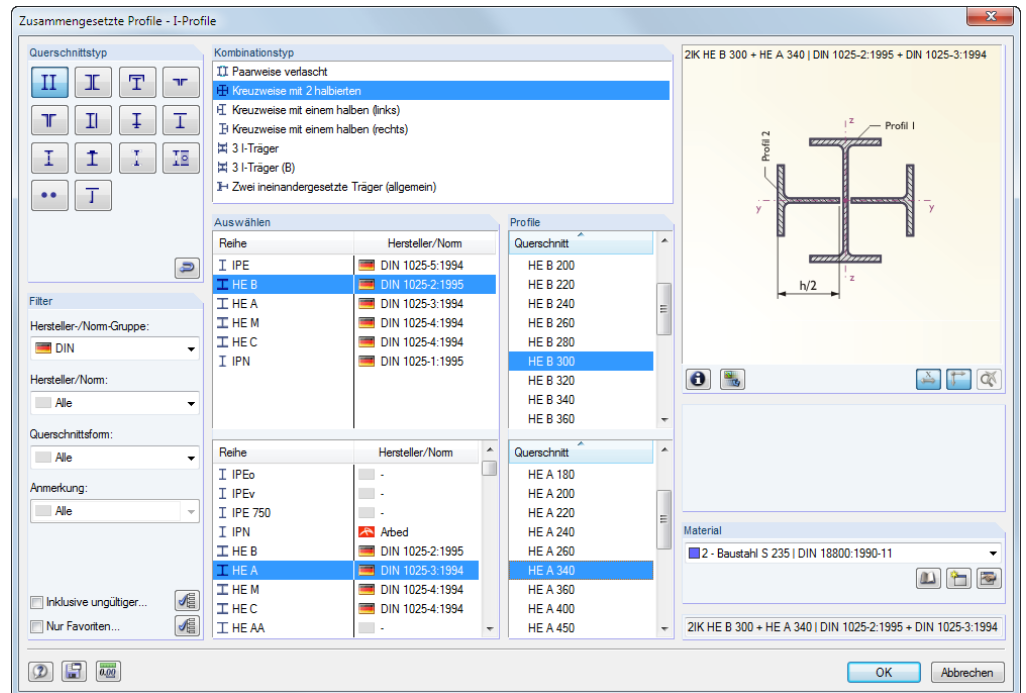 Zusammengesetzte Profile - I-Profile
Querschnittstyp
Filter
Hersteller-/Norm-Gruppe:
DIN
Hersteller/Norm:
Alle
Querschnittsform:
Alle
Anmerkung:
Alle
Inklusive ungültiger...
Nur Favoriten...
Kombinationstyp
Paarweise verlascht
Kreuzweise mit 2 halbierten
Kreuzweise mit einem halben (links)
Kreuzweise mit einem halben (rechts)
3 I-Träger
3 I-Träger (B)
Zwei ineinandergesetzte Träger (allgemein)
Auswählen
Reihe Hersteller/Norm
IPE DIN 1025-5:1994
HE B DIN 1025-2:1995
HE A DIN 1025-3:1994
HE M DIN 1025-4:1994
HE C DIN 1025-4:1994
IPN DIN 1025-1:1995
Profile
Querschnitt
HE B 200
HE B 220
HE B 240
HE B 260
HE B 280
HE B 300
HE B 320
HE B 340
HE B 360
Reihe Hersteller/Norm
IPEo -
IPEv -
IPE 750 -
IPN Arbed
HE B DIN 1025-2:1995
HE A DIN 1025-3:1994
HE M DIN 1025-4:1994
HE C DIN 1025-4:1994
HE AA -
Querschnitt
HE A 180
HE A 200
HE A 220
HE A 240
HE A 260
HE A 340
HE A 360
HE A 400
HE A 450
2IK HE B 300 + HE A 340 | DIN 1025-2:1995 + DIN 1025-3:1994
z
Profil 1
Profil 2
y
y
z
h/2
Material
2 - Baustahl S 235 | DIN 18800:1990-11
2IK HE B 300 + HE A 340 | DIN 1025-2:1995 + DIN 1025-3:1994
0.00
OK
Abbrechen